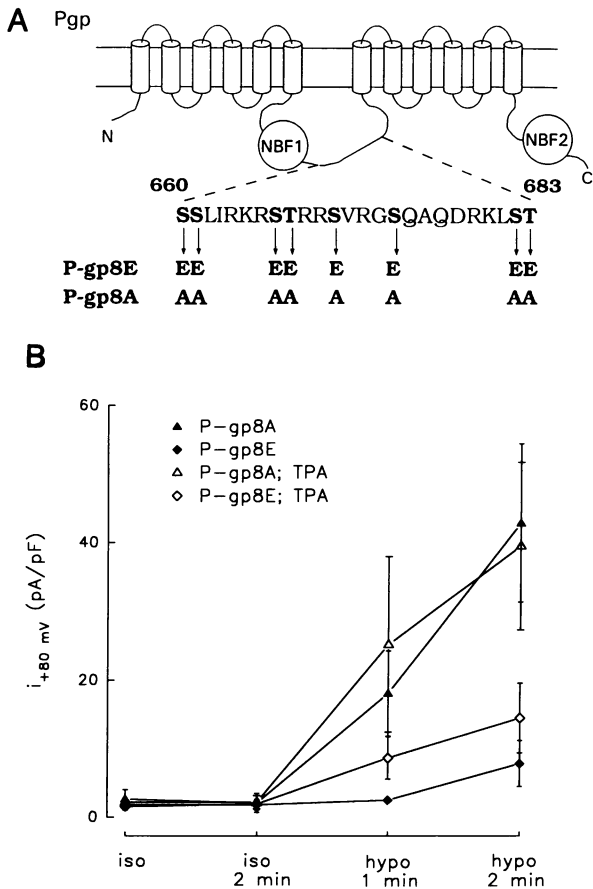 A
Pgp
N
NBF1
NBF2
C
660
683
SSLIRKRSTRRSVRGSQAQDRKLST
P-gp8E EE EE E E EE
P-gp8A AA AA A A AA
B
60
40
20
0
i+80 mV (pA/pF)
P-gp8A
P-gp8E
P-gp8A; TPA
P-gp8E; TPA
iso
iso
2 min
hypo
1 min
hypo
2 min